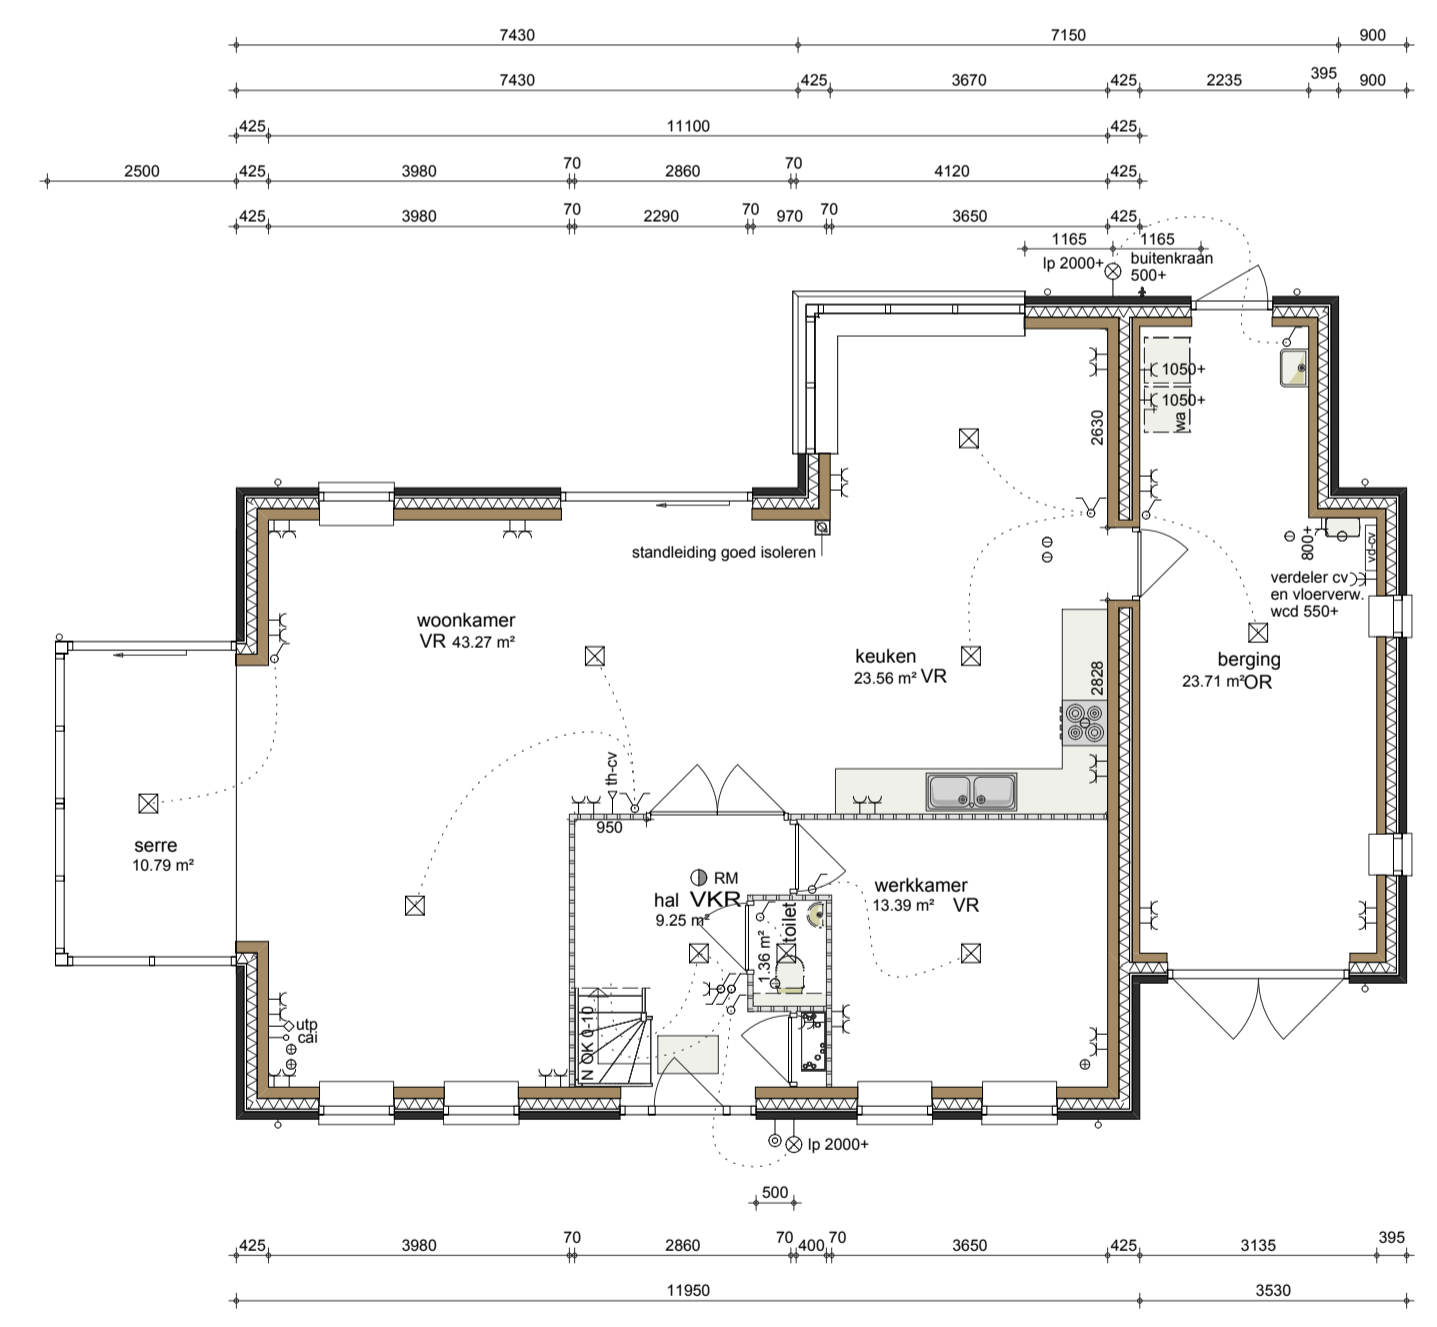 7430 7150 900
7430 425 3670 425 2235 395 900
425 11100 425
2500 425 3980 70 2860 70 4120 425
425 3980 70 2290 70 970 70 3650 425
1165 1165
lp 2000+ buitenkraan
500+
1050+
1050+
wa
2630
standleiding goed isoleren
800+
vd-cv
verdeler cv
en vloerverw.
wcd 550+
woonkamer
VR 43.27 m²
keuken
23.56 m² VR
berging
23.71 m² OR
2828
th-cv
950
serre
10.79 m²
RM
hal VKR
9.25 m²
toilet
1.36 m²
werkkamer
13.39 m² VR
utp
cai
N OK 0-10
lp 2000+
500
425 3980 70 2860 70 400 70 3650 425 3135 395
11950 3530